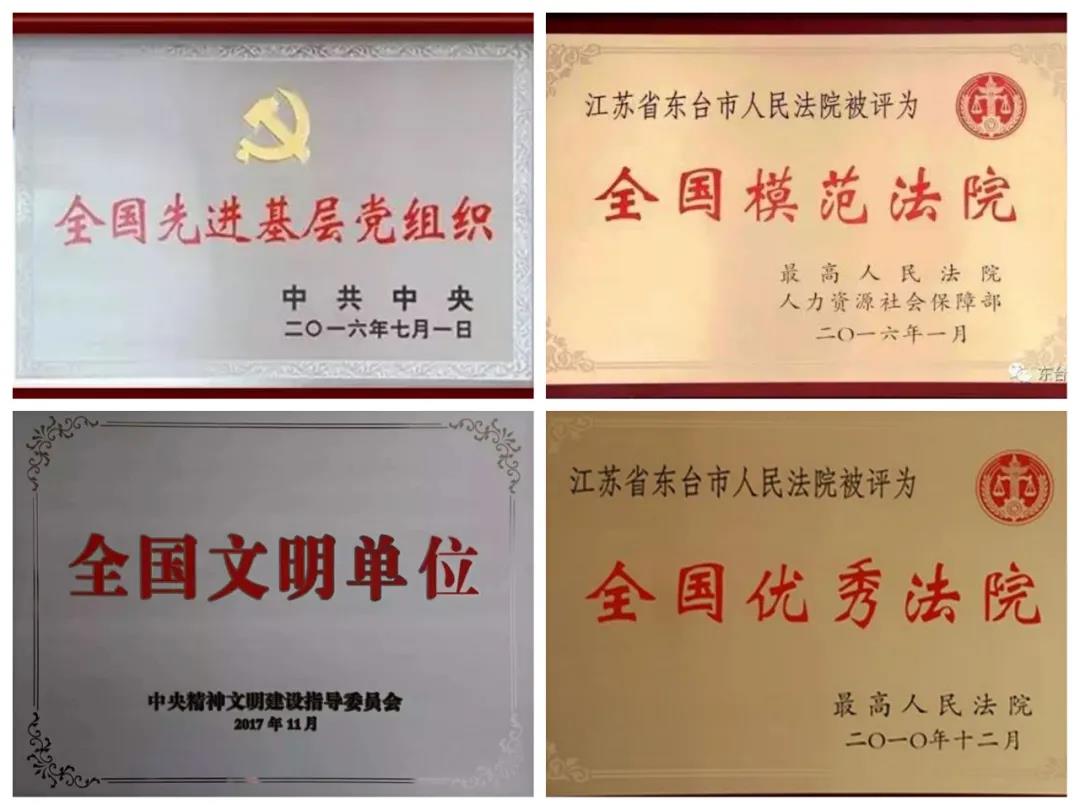 全国先进基层党组织
中共中央
二〇一六年七月一日
江苏省东台市人民法院被评为
全国模范法院
最高人民法院
人力资源社会保障部
二〇一六年一月
东台
全国文明单位
中央精神文明建设指导委员会
2017年11月
江苏省东台市人民法院被评为
全国优秀法院
最高人民法院
二〇一〇年十二月